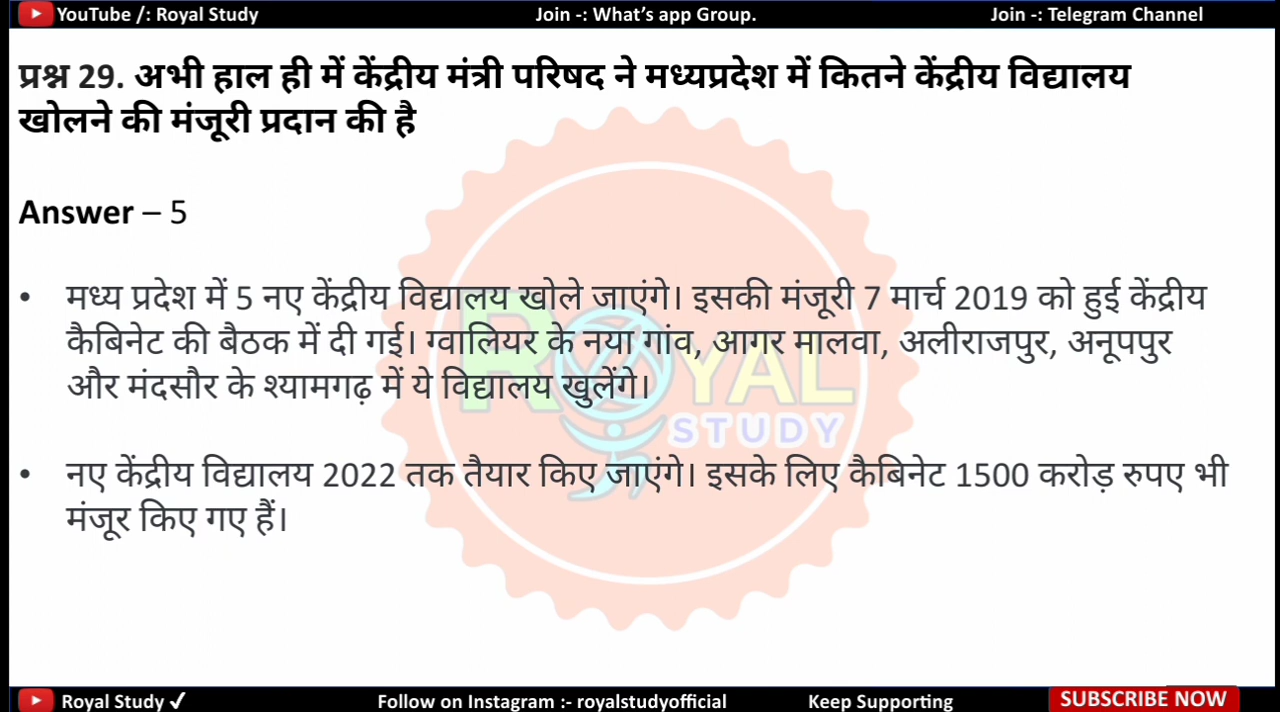 YouTube /: Royal Study Join -: What's app Group. Join -: Telegram Channel
प्रश्न 29. अभी हाल ही में केंद्रीय मंत्री परिषद ने मध्यप्रदेश में कितने केंद्रीय विद्यालय
खोलने की मंजूरी प्रदान की है
Answer – 5
• मध्य प्रदेश में 5 नए केंद्रीय विद्यालय खोले जाएंगे। इसकी मंजूरी 7 मार्च 2019 को हुई केंद्रीय
कैबिनेट की बैठक में दी गई। ग्वालियर के नया गांव, आगर मालवा, अलीराजपुर, अनूपपुर
और मंदसौर के श्यामगढ़ में ये विद्यालय खुलेंगे।
ROYAL
STUDY
• नए केंद्रीय विद्यालय 2022 तक तैयार किए जाएंगे। इसके लिए कैबिनेट 1500 करोड़ रुपए भी
मंजूर किए गए हैं।
Royal Study ✓ Follow on Instagram :- royalstudyofficial Keep Supporting SUBSCRIBE NOW